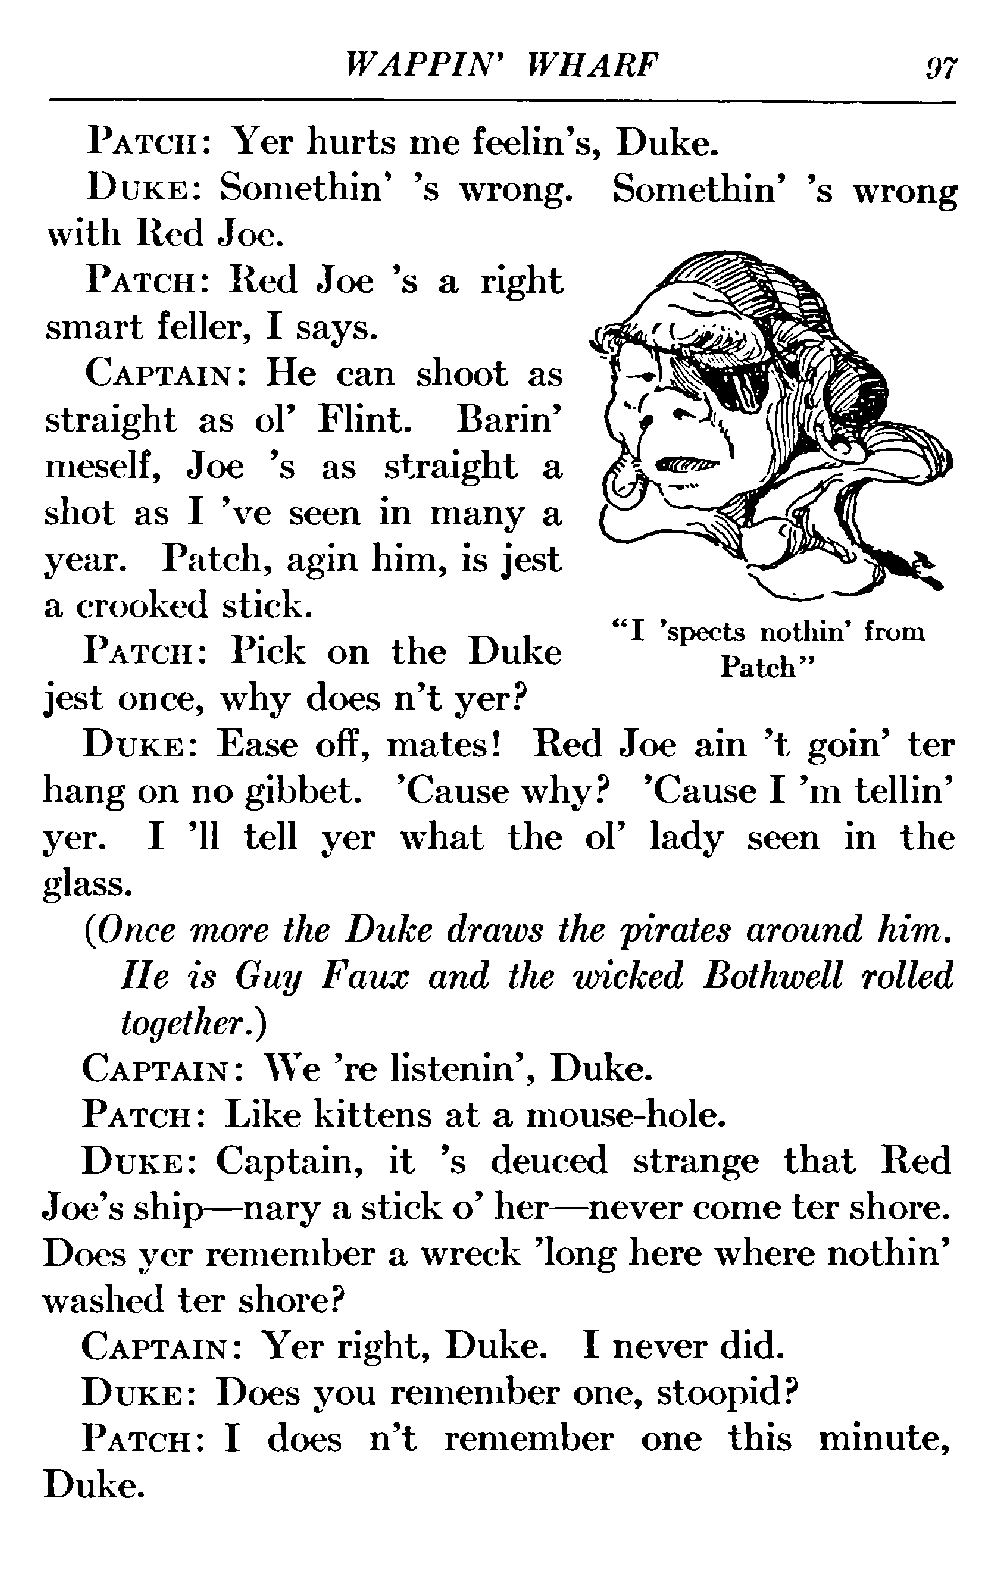 WAPPIN' WHARF 97
PATCH: Yer hurts me feelin's, Duke.
DUKE: Somethin' 's wrong. Somethin' 's wrong
with Red Joe.
PATCH: Red Joe 's a right
smart feller, I says.
CAPTAIN: He can shoot as
straight as ol' Flint. Barin'
meself, Joe 's as straight a
shot as I 've seen in many a
year. Patch, agin him, is jest
a crooked stick.
PATCH: Pick on the Duke
jest once, why does n't yer?
"I 'spects nothin' from
Patch"
DUKE: Ease off, mates! Red Joe ain 't goin' ter
hang on no gibbet. 'Cause why? 'Cause I 'm tellin'
yer. I 'll tell yer what the ol' lady seen in the
glass.
(Once more the Duke draws the pirates around him.
He is Guy Faux and the wicked Bothwell rolled
together.)
CAPTAIN: We 're listenin', Duke.
PATCH: Like kittens at a mouse-hole.
DUKE: Captain, it 's deuced strange that Red
Joe's ship—nary a stick o' her—never come ter shore.
Does yer remember a wreck 'long here where nothin'
washed ter shore?
CAPTAIN: Yer right, Duke. I never did.
DUKE: Does you remember one, stoopid?
PATCH: I does n't remember one this minute,
Duke.